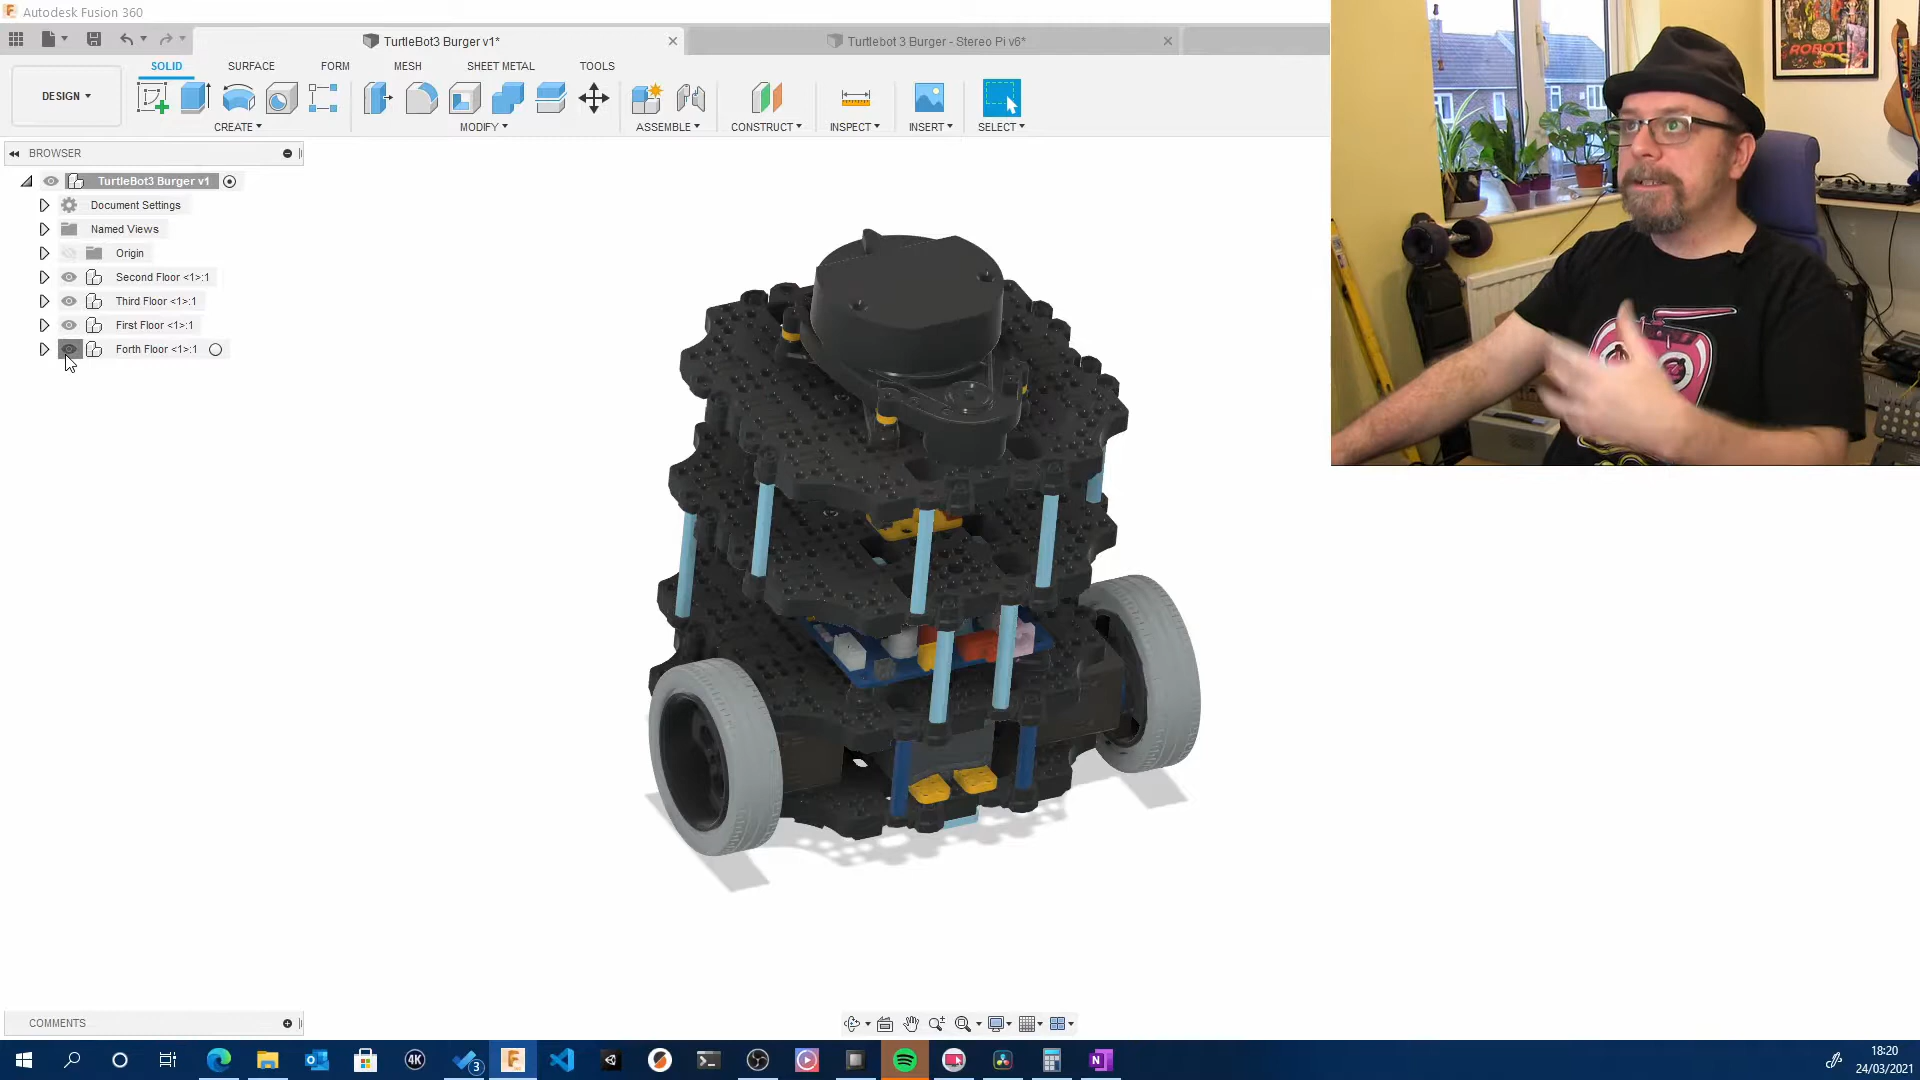 Autodesk Fusion 360
TurtleBot3 Burger v1*
Turtlebot 3 Burger - Stereo Pi v6*
SOLID
SURFACE
FORM
MESH
SHEET METAL
TOOLS
DESIGN
CREATE
MODIFY
ASSEMBLE
CONSTRUCT
INSPECT
INSERT
SELECT
BROWSER
TurtleBot3 Burger v1
Document Settings
Named Views
Origin
Second Floor <1>:1
Third Floor <1>:1
First Floor <1>:1
Forth Floor <1>:1
ROBOT
COMMENTS
4K
3
N
18:20
24/03/2021